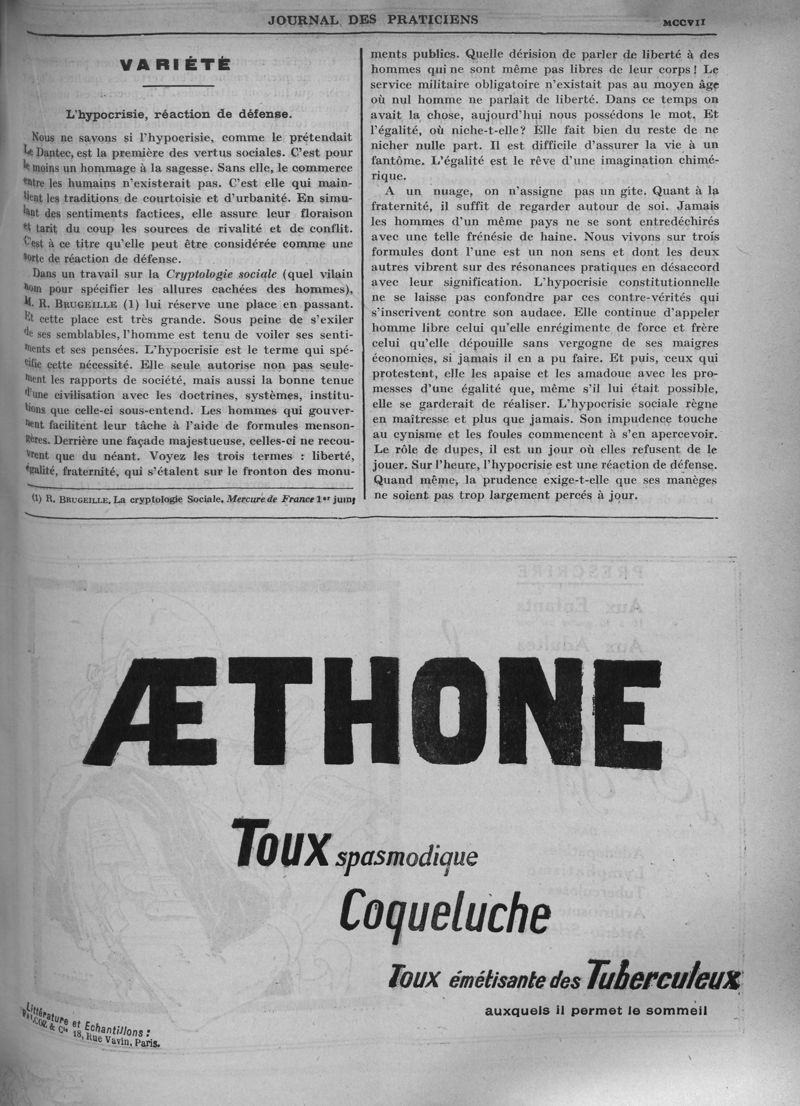 JOURNAL DES PRATICIENS
MCCVII
VARIÉTÉ
L'hypocrisie, réaction de défense.
Nous ne savons si l'hypocrisie, comme le prétendait
Le Dantec, est la première des vertus sociales. C'est pour
le moins un hommage à la sagesse. Sans elle, le commerce
entre les humains n'existerait pas. C'est elle qui main-
tient les traditions de courtoisie et d'urbanité. En simu-
lant des sentiments factices, elle assure leur floraison
et tarit du coup les sources de rivalité et de conflit.
C'est à ce titre qu'elle peut être considérée comme une
sorte de réaction de défense.
Dans un travail sur la Cryptologie sociale (quel vilain
nom pour spécifier les allures cachées des hommes),
M. R. BRUGEILLE (1) lui réserve une place en passant.
Et cette place est très grande. Sous peine de s'exiler
de ses semblables, l'homme est tenu de voiler ses senti-
ments et ses pensées. L'hypocrisie est le terme qui spé-
cifie cette nécessité. Elle seule autorise non pas seule-
ment les rapports de société, mais aussi la bonne tenue
d'une civilisation avec les doctrines, systèmes, institu-
tions que celle-ci sous-entend. Les hommes qui gouver-
nent facilitent leur tâche à l'aide de formules menson-
gères. Derrière une façade majestueuse, celles-ci ne recou-
vrent que du néant. Voyez les trois termes : liberté,
égalité, fraternité, qui s'étalent sur le fronton des monu-
(1) R. BRUGEILLE. La cryptologie Sociale. Mercure de France 1er juin
ments publics. Quelle dérision de parler de liberté à des
hommes qui ne sont même pas libres de leur corps ! Le
service militaire obligatoire n'existait pas au moyen âge
où nul homme ne parlait de liberté. Dans ce temps on
avait la chose, aujourd'hui nous possédons le mot. Et
l'égalité, où niche-t-elle? Elle fait bien du reste de ne
nicher nulle part. Il est difficile d'assurer la vie à un
fantôme. L'égalité est le rêve d'une imagination chimé-
rique.
A un nuage, on n'assigne pas un gite. Quant à la
fraternité, il suffit de regarder autour de soi. Jamais
les hommes d'un même pays ne se sont entredéchirés
avec une telle frénésie de haine. Nous vivons sur trois
formules dont l'une est un non sens et dont les deux
autres vibrent sur des résonances pratiques en désaccord
avec leur signification. L'hypocrisie constitutionnelle
ne se laisse pas confondre par ces contre-vérités qui
s'inscrivent contre son audace. Elle continue d'appeler
homme libre celui qu'elle enrégimente de force et frère
celui qu'elle dépouille sans vergogne de ses maigres
économies, si jamais il en a pu faire. Et puis, ceux qui
protestent, elle les apaise et les amadoue avec les pro-
messes d'une égalité que, même s'il lui était possible,
elle se garderait de réaliser. L'hypocrisie sociale règne
en maîtresse et plus que jamais. Son impudence touche
au cynisme et les foules commencent à s'en apercevoir.
Le rôle de dupes, il est un jour où elles refusent de le
jouer. Sur l'heure, l'hypocrisie est une réaction de défense.
Quand même, la prudence exige-t-elle que ses manèges
ne soient pas trop largement percés à jour.
ÆTHONE
Toux spasmodique
Coqueluche
Toux émétisante des Tuberculeux
auxquels il permet le sommeil
Littérature et Echantillons :
& Cie 18, Rue Vavin, Paris.